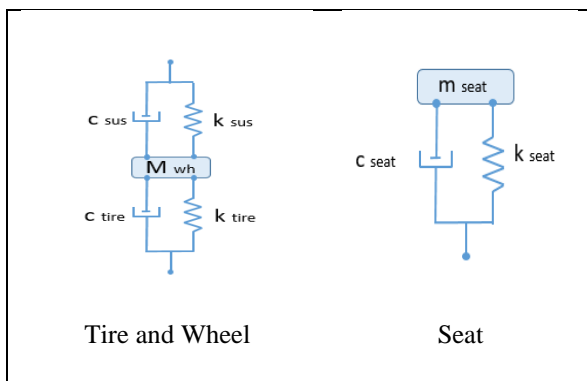 c sus
k sus
M wh
c tire
k tire
Tire and Wheel
m seat
c seat
k seat
Seat